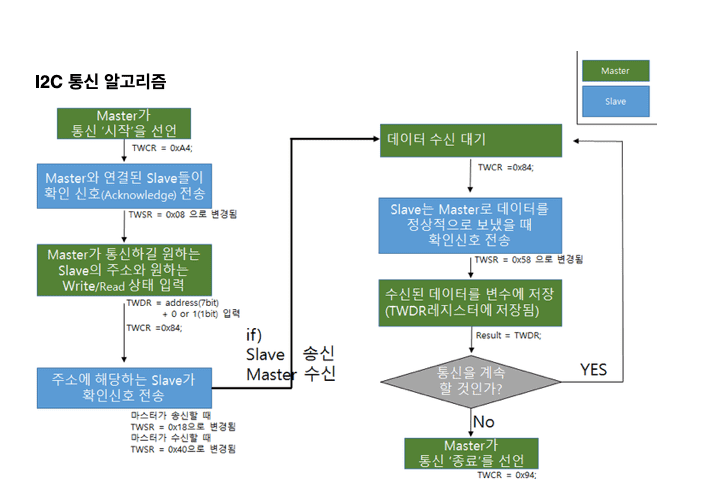 I2C 통신 알고리즘
Master
Slave
Master가
통신 '시작'을 선언
TWCR = 0xA4;
Master와 연결된 Slave들이
확인 신호(Acknowledge) 전송
TWSR = 0x08 으로 변경됨
Master가 통신하길 원하는
Slave의 주소와 원하는
Write/Read 상태 입력
TWDR = address(7bit)
+ 0 or 1(1bit) 입력
TWCR =0x84;
주소에 해당하는 Slave가
확인신호 전송
마스터가 송신할 때
TWSR = 0x18으로 변경됨
마스터가 수신할 때
TWSR = 0x40으로 변경됨
if)
Slave 송신
Master 수신
데이터 수신 대기
TWCR =0x84;
Slave는 Master로 데이터를
정상적으로 보냈을 때
확인신호 전송
TWSR = 0x58 으로 변경됨
수신된 데이터를 변수에 저장
(TWDR레지스터에 저장됨)
Result = TWDR;
통신을 계속
할 것인가?
YES
No
Master가
통신 '종료'를 선언
TWCR = 0x94;